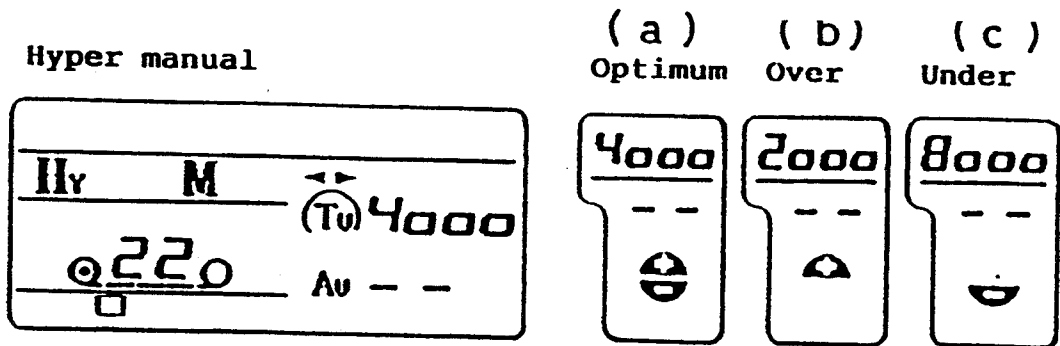 Hyper manual
(a) (b) (c)
Optimum Over Under
Hy M
Tv 4000
22
Av – –
4000 2000 8000
– – – – – –